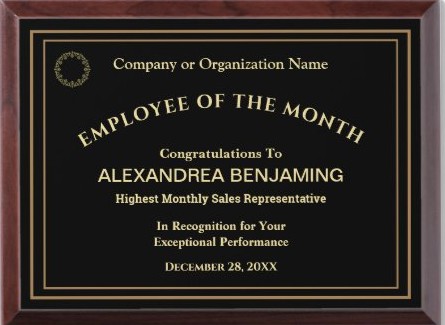 Company or Organization Name
EMPLOYEE OF THE MONTH
Congratulations To
ALEXANDREA BENJAMING
Highest Monthly Sales Representative
In Recognition for Your
Exceptional Performance
DECEMBER 28, 20XX